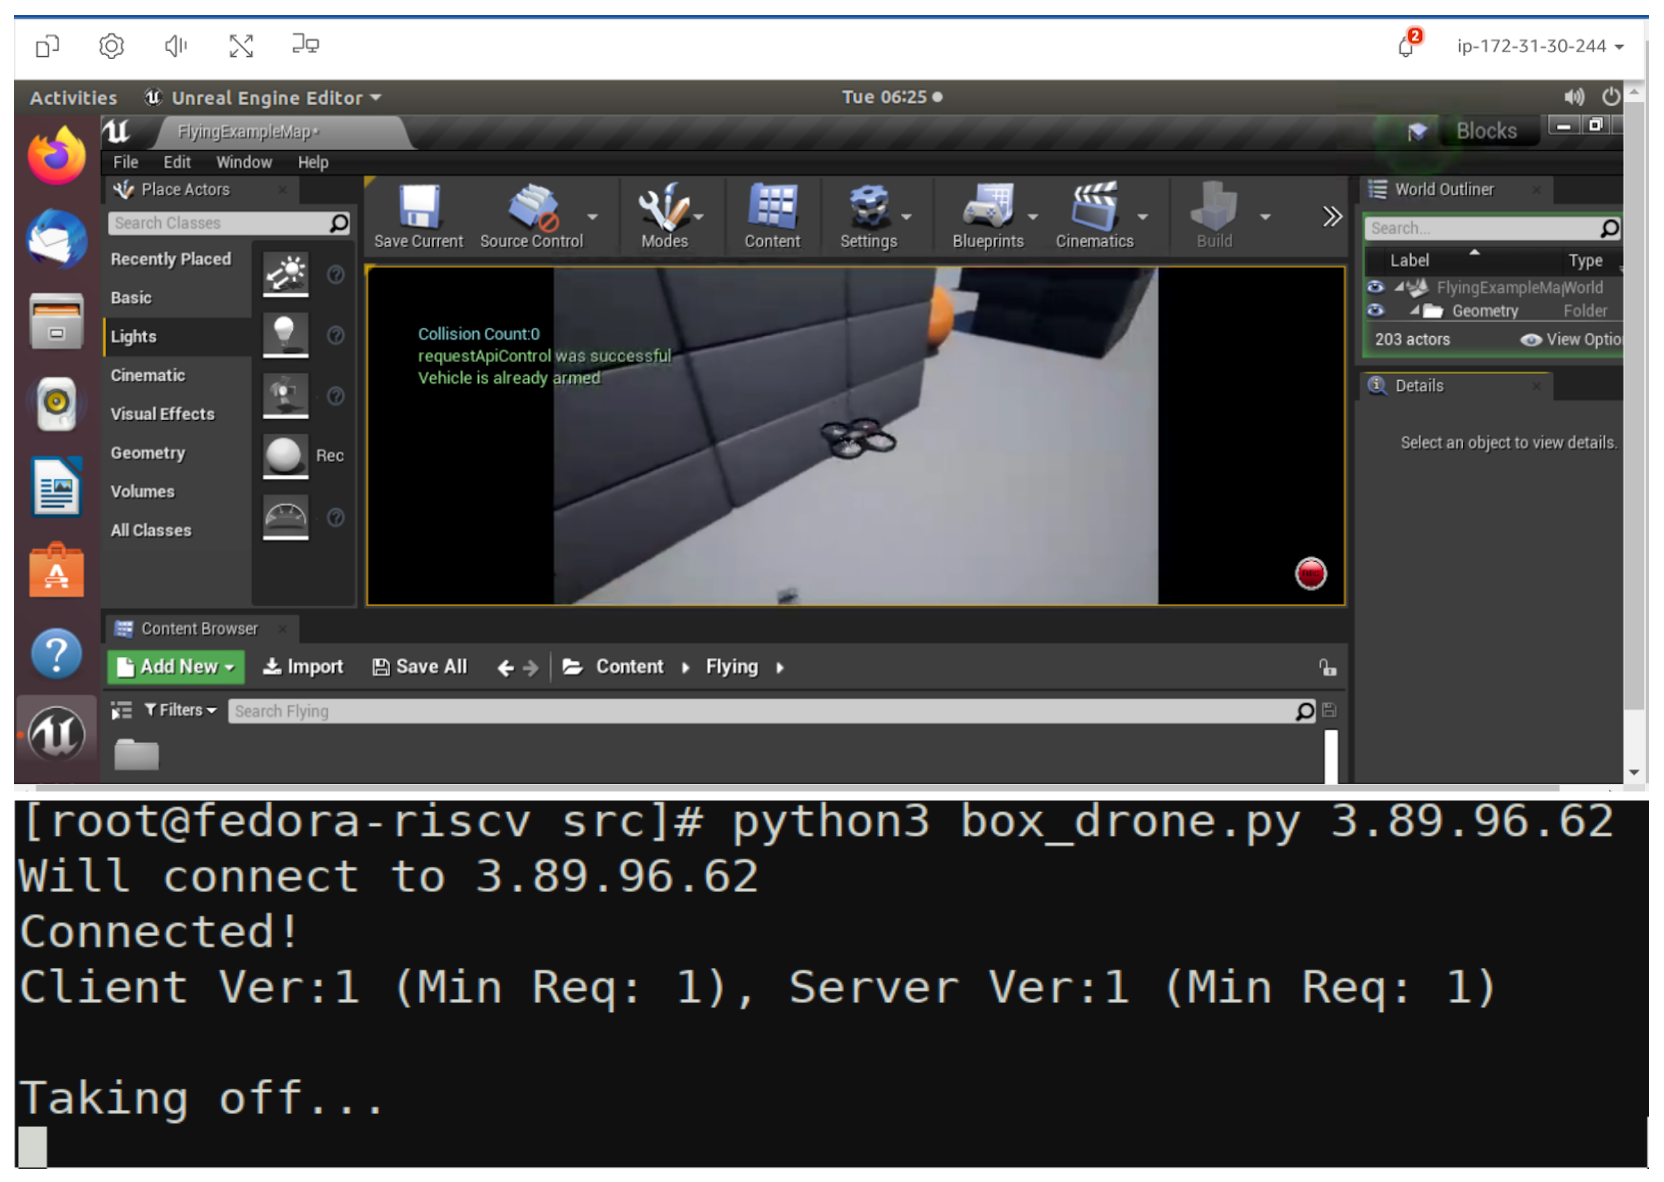 2
ip-172-31-30-244
Activities Unreal Engine Editor Tue 06:25
FlyingExampleMap* Blocks
File Edit Window Help
Place Actors
Search Classes
Recently Placed
Basic
Lights
Cinematic
Visual Effects
Geometry
Volumes
All Classes
Rec
Save Current Source Control Modes Content Settings Blueprints Cinematics Build
Collision Count:0
requestApiControl was successful
Vehicle is already armed
REC
World Outliner
Search...
Label Type
FlyingExampleMa World
Geometry Folder
203 actors View Optio
Details
Select an object to view details.
Content Browser
Add New Import Save All Content Flying
Filters Search Flying
[root@fedora-riscv src]# python3 box_drone.py 3.89.96.62
Will connect to 3.89.96.62
Connected!
Client Ver:1 (Min Req: 1), Server Ver:1 (Min Req: 1)
Taking off...